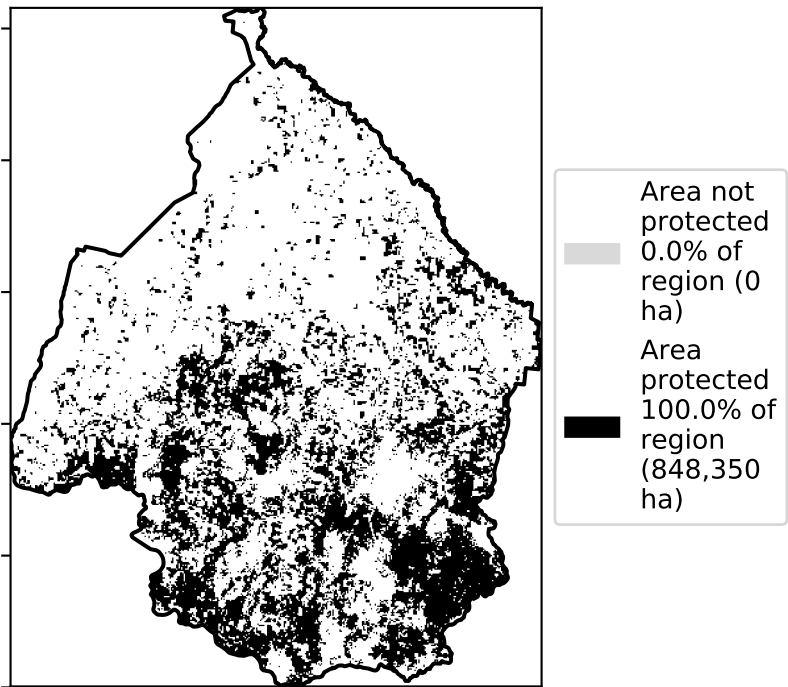 Area not
protected
0.0% of
region (0
ha)
Area
protected
100.0% of
region
(848,350
ha)